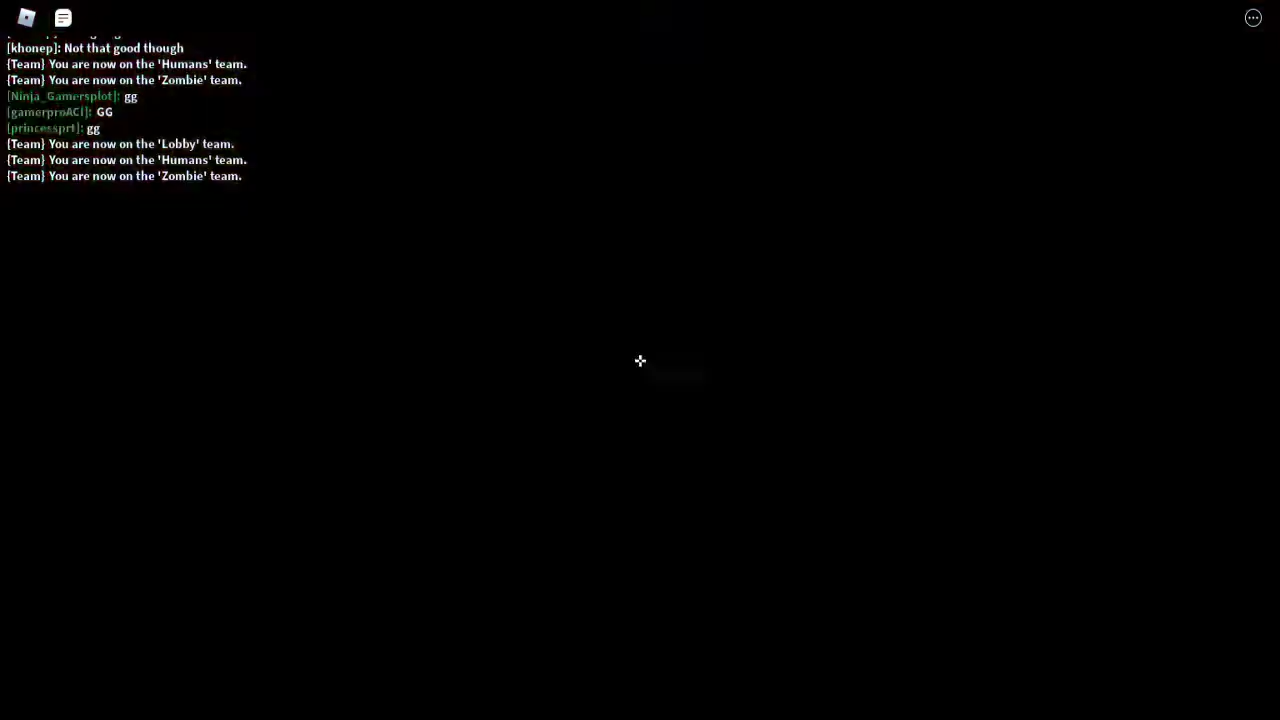 [khonep]: Not that good though
{Team} You are now on the 'Humans' team.
{Team} You are now on the 'Zombie' team.
[Ninja_Gamersplot]: gg
[gamerproACI]: GG
[princessprt]: gg
{Team} You are now on the 'Lobby' team.
{Team} You are now on the 'Humans' team.
{Team} You are now on the 'Zombie' team.